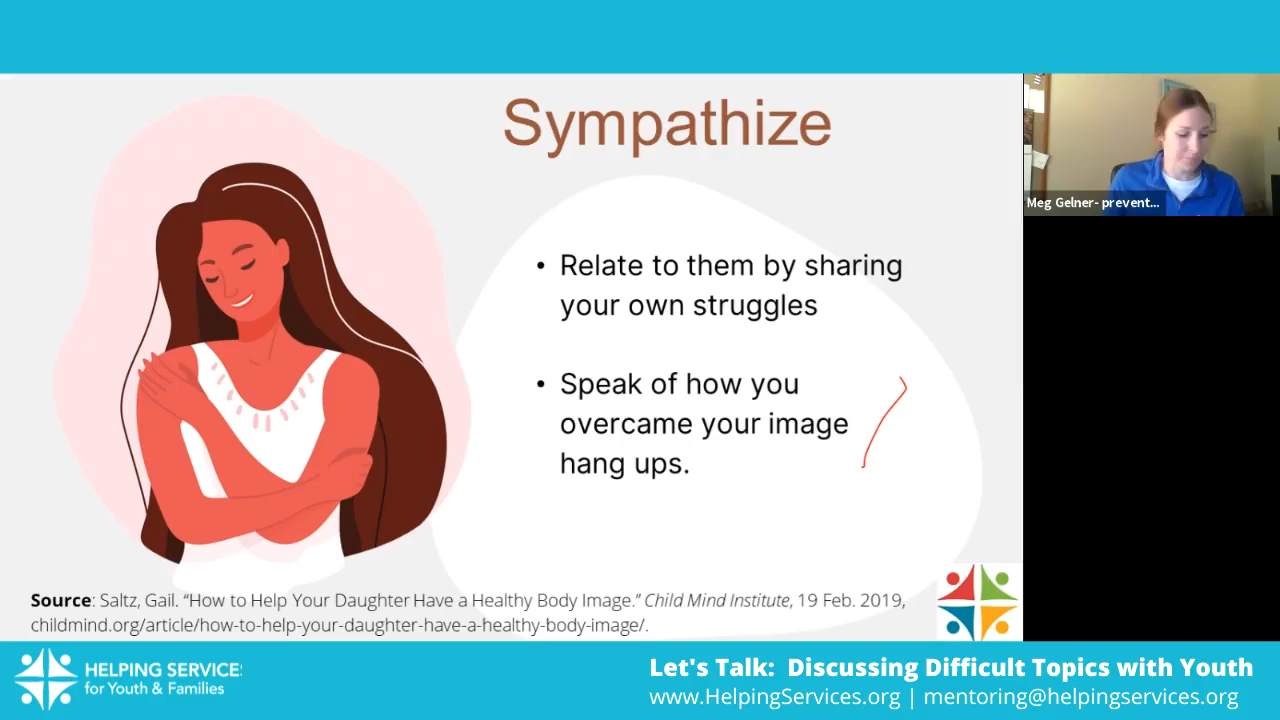 Sympathize
• Relate to them by sharing
your own struggles
• Speak of how you
overcame your image
hang ups.
Meg Gelner- prevent...
Source: Saltz, Gail. “How to Help Your Daughter Have a Healthy Body Image.” Child Mind Institute, 19 Feb. 2019,
childmind.org/article/how-to-help-your-daughter-have-a-healthy-body-image/.
HELPING SERVICES
for Youth & Families
Let's Talk: Discussing Difficult Topics with Youth
www.HelpingServices.org | mentoring@helpingservices.org